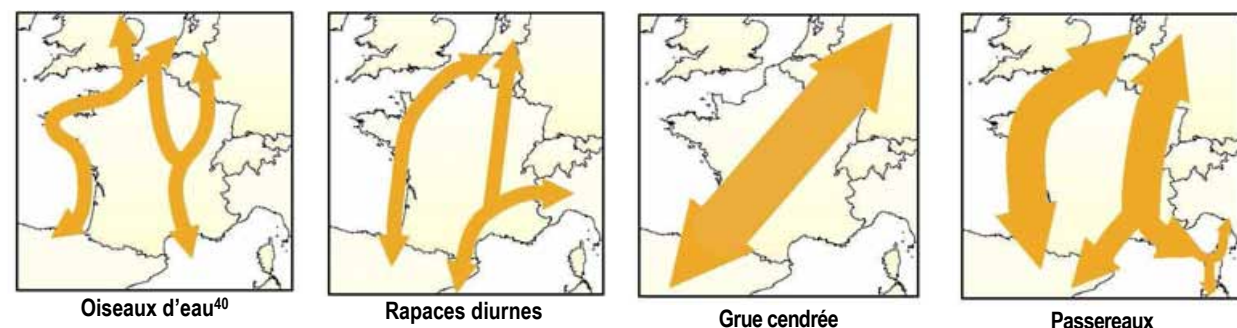 Oiseaux d'eau⁴⁰
Rapaces diurnes
Grue cendrée
Passereaux